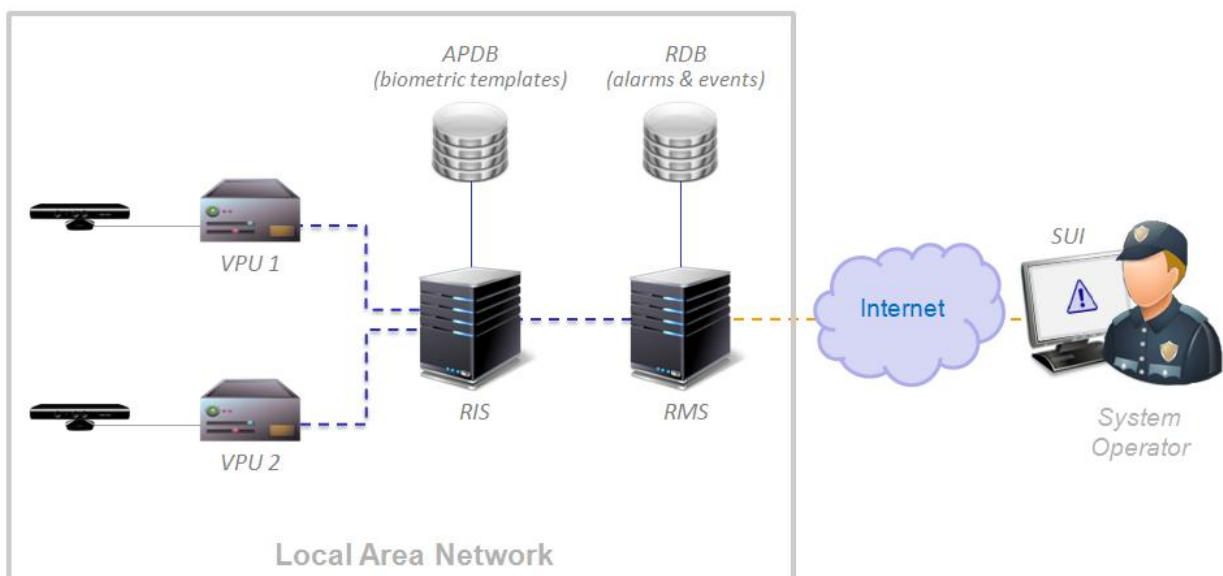 APDB
(biometric templates)
RDB
(alarms & events)
VPU 1
SUI
Internet
RIS
RMS
VPU 2
System
Operator
Local Area Network